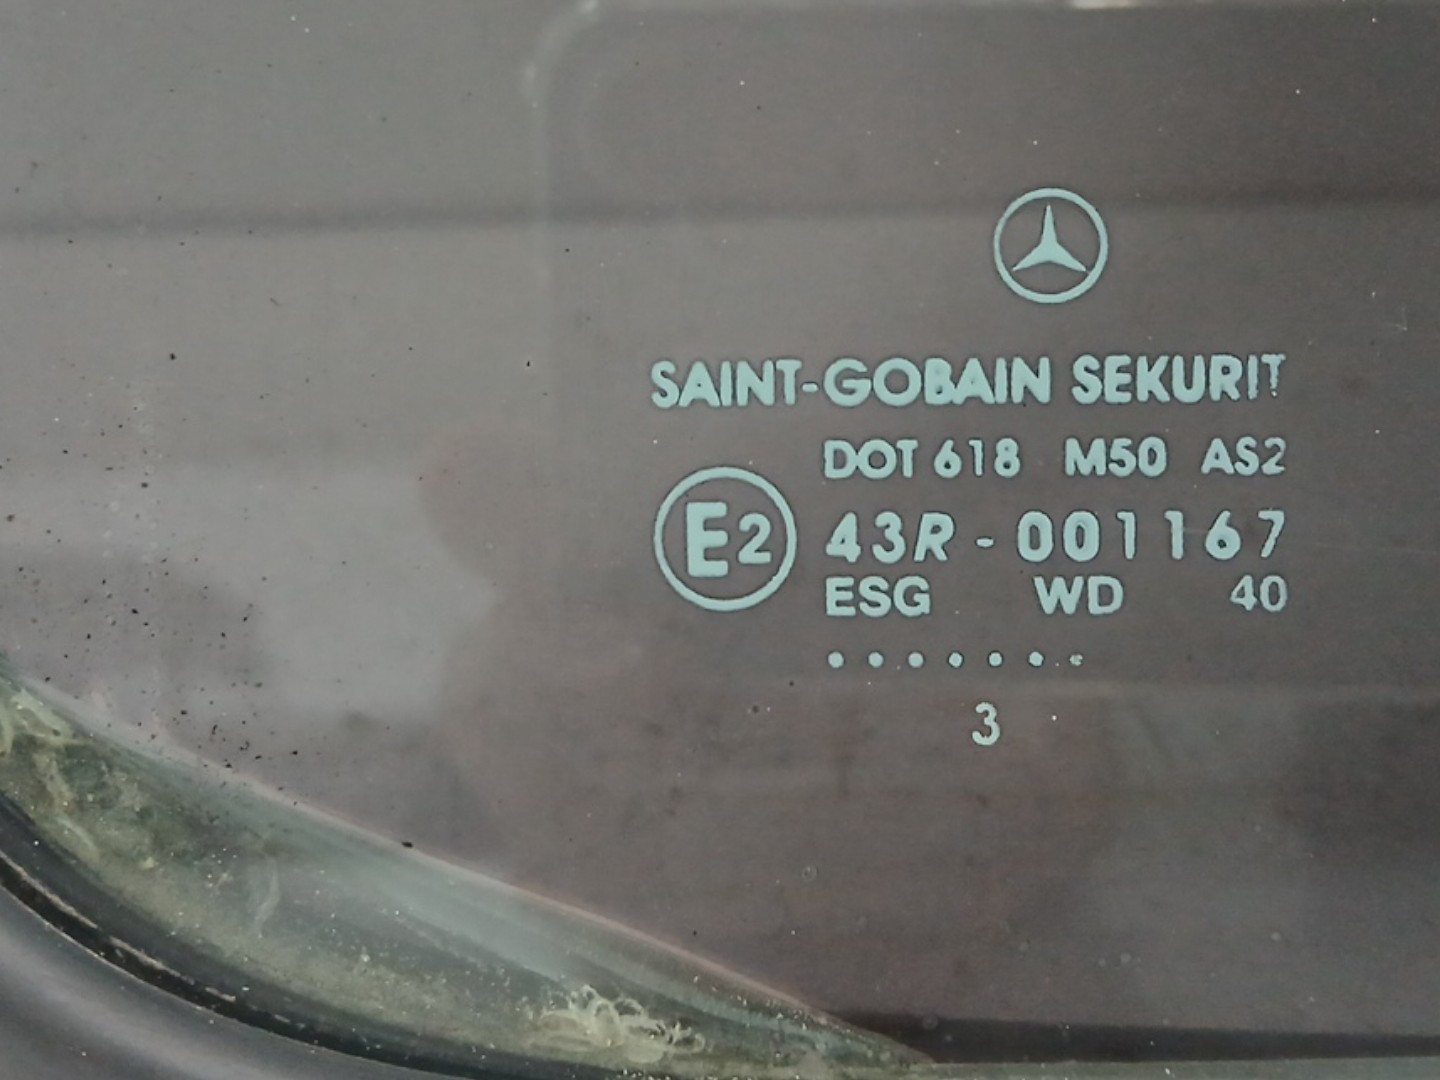 SAINT-GOBAIN SEKURIT
DOT 618 M50 AS2
E2 43R-001167
ESG WD 40
.......
3